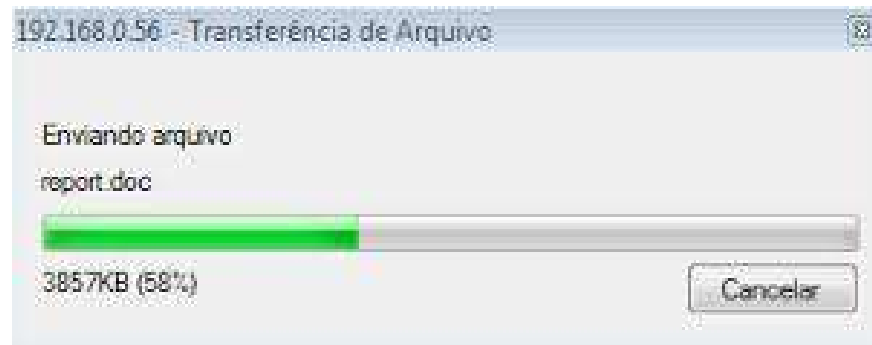 192.168.0.56 - Transferência de Arquivo
Enviando arquivo
report.doc
3857KB (58%)
Cancelar